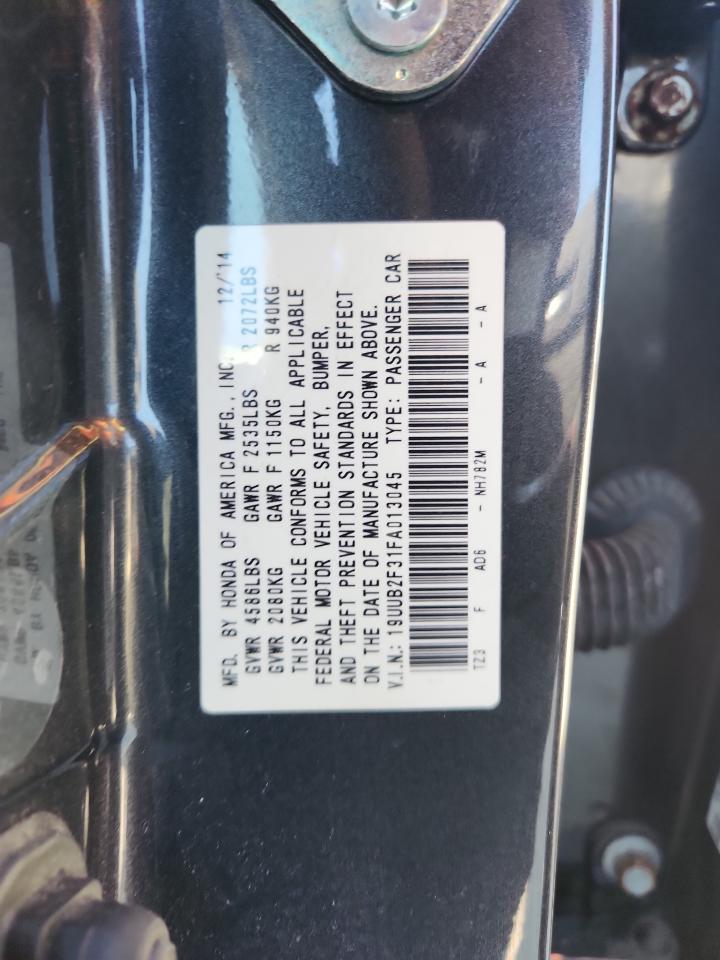 MFD. BY HONDA OF AMERICA MFG., INC. 12/14
GVWR 4586LBS GAWR F 2535LBS R 2072LBS
GVWR 2080KG GAWR F 1150KG R 940KG
THIS VEHICLE CONFORMS TO ALL APPLICABLE
FEDERAL MOTOR VEHICLE SAFETY, BUMPER,
AND THEFT PREVENTION STANDARDS IN EFFECT
ON THE DATE OF MANUFACTURE SHOWN ABOVE.
V.I.N.: 19UUB2F31FA013045 TYPE: PASSENGER CAR
TZ3 F AD6 - NH782M - A - A